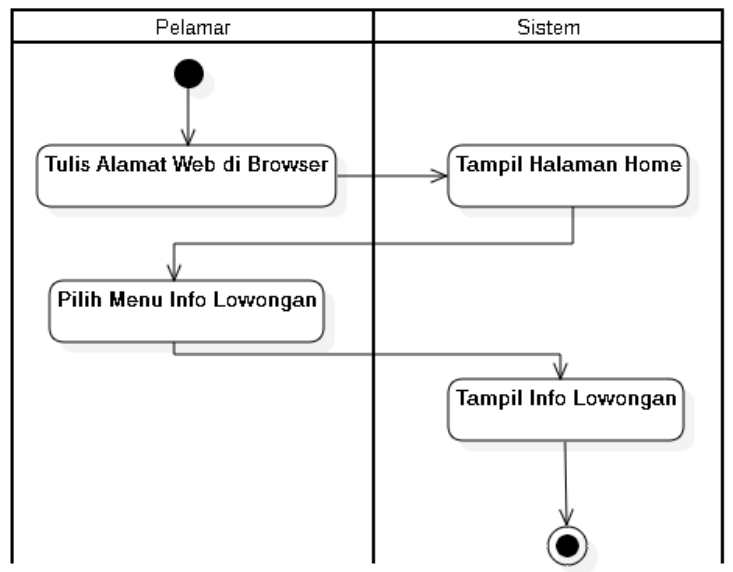 Pelamar
Sistem
Tulis Alamat Web di Browser
Tampil Halaman Home
Pilih Menu Info Lowongan
Tampil Info Lowongan